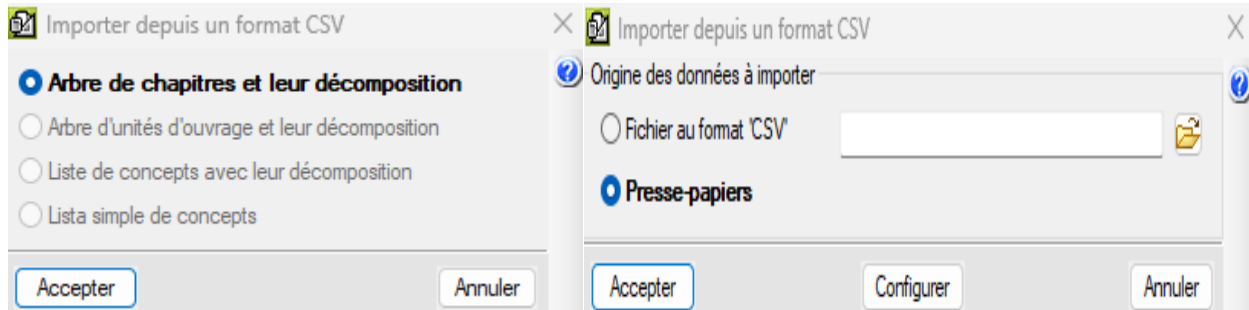 Importer depuis un format CSV
Arbre de chapitres et leur décomposition
Arbre d'unités d'ouvrage et leur décomposition
Liste de concepts avec leur décomposition
Lista simple de concepts
Accepter
Annuler
Importer depuis un format CSV
Origine des données à importer
Fichier au format 'CSV'
Presse-papiers
Accepter
Configurer
Annuler